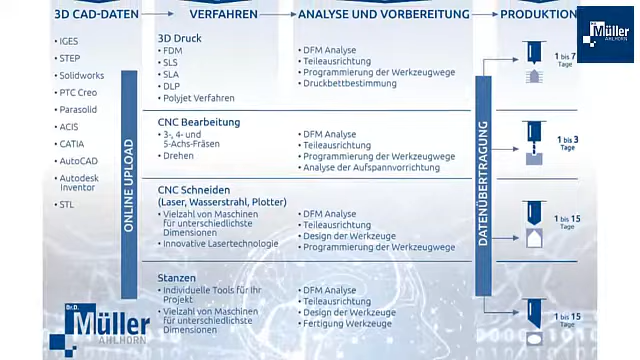 3D CAD-DATEN
VERFAHREN
ANALYSE UND VORBEREITUNG
PRODUKTION
Müller
AHLHORN
• IGES
• STEP
• Solidworks
• PTC Creo
• Parasolid
• ACIS
• CATIA
• AutoCAD
• Autodesk
Inventor
• STL
ONLINE UPLOAD
3D Druck
• FDM
• SLS
• SLA
• DLP
• Polyjet Verfahren
• DFM Analyse
• Teileausrichtung
• Programmierung der Werkzeugwege
• Druckbettbestimmung
CNC Bearbeitung
• 3-, 4- und
5-Achs-Fräsen
• Drehen
• DFM Analyse
• Teileausrichtung
• Programmierung der Werkzeugwege
• Analyse der Aufspannvorrichtung
CNC Schneiden
(Laser, Wasserstrahl, Plotter)
• Vielzahl von Maschinen
für unterschiedlichste
Dimensionen
• Innovative Lasertechnologie
• DFM Analyse
• Teileausrichtung
• Design der Werkzeuge
• Programmierung der Werkzeugwege
Stanzen
• Individuelle Tools für Ihr
Projekt
• Vielzahl von Maschinen
für unterschiedlichste
Dimensionen
• DFM Analyse
• Teileausrichtung
• Design der Werkzeuge
• Fertigung Werkzeuge
DATENÜBERTRAGUNG
1 bis 7
Tage
1 bis 3
Tage
1 bis 15
Tage
1 bis 15
Tage
Dr.D.
Müller
AHLHORN